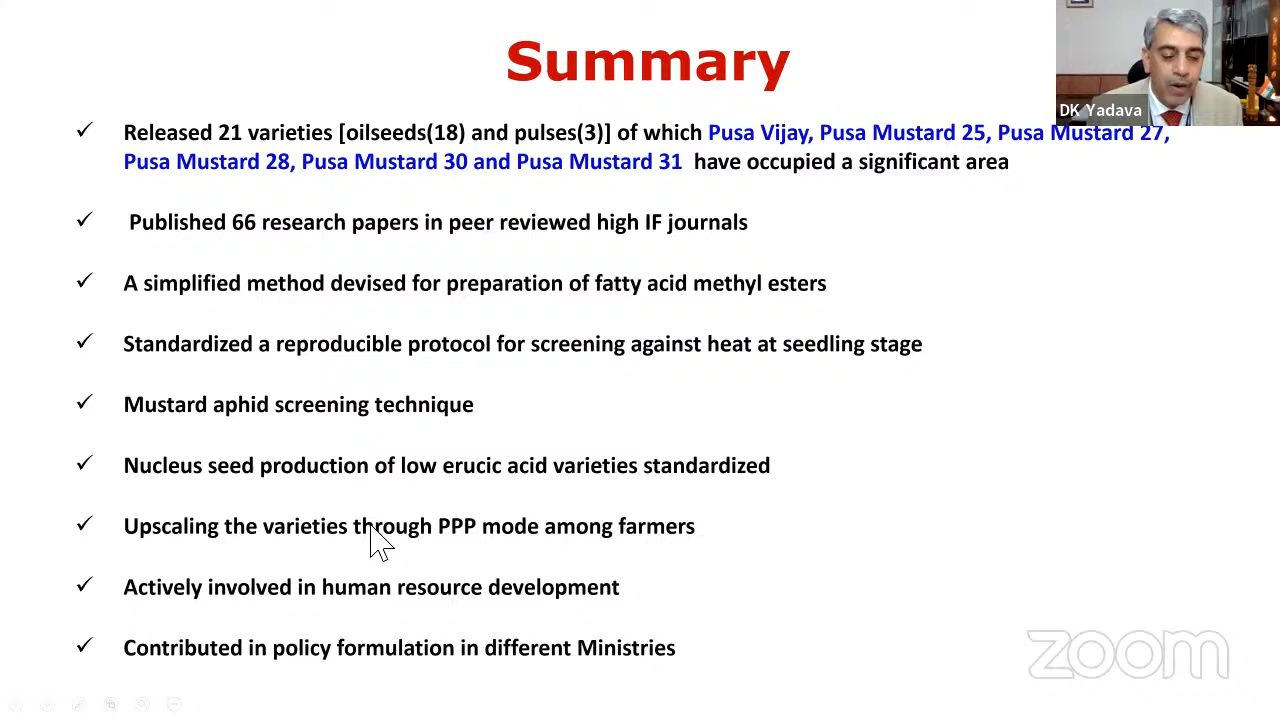 Summary
DK Yadava
✓ Released 21 varieties [oilseeds(18) and pulses(3)] of which Pusa Vijay, Pusa Mustard 25, Pusa Mustard 27,
Pusa Mustard 28, Pusa Mustard 30 and Pusa Mustard 31 have occupied a significant area
✓ Published 66 research papers in peer reviewed high IF journals
✓ A simplified method devised for preparation of fatty acid methyl esters
✓ Standardized a reproducible protocol for screening against heat at seedling stage
✓ Mustard aphid screening technique
✓ Nucleus seed production of low erucic acid varieties standardized
✓ Upscaling the varieties through PPP mode among farmers
✓ Actively involved in human resource development
✓ Contributed in policy formulation in different Ministries
zoom